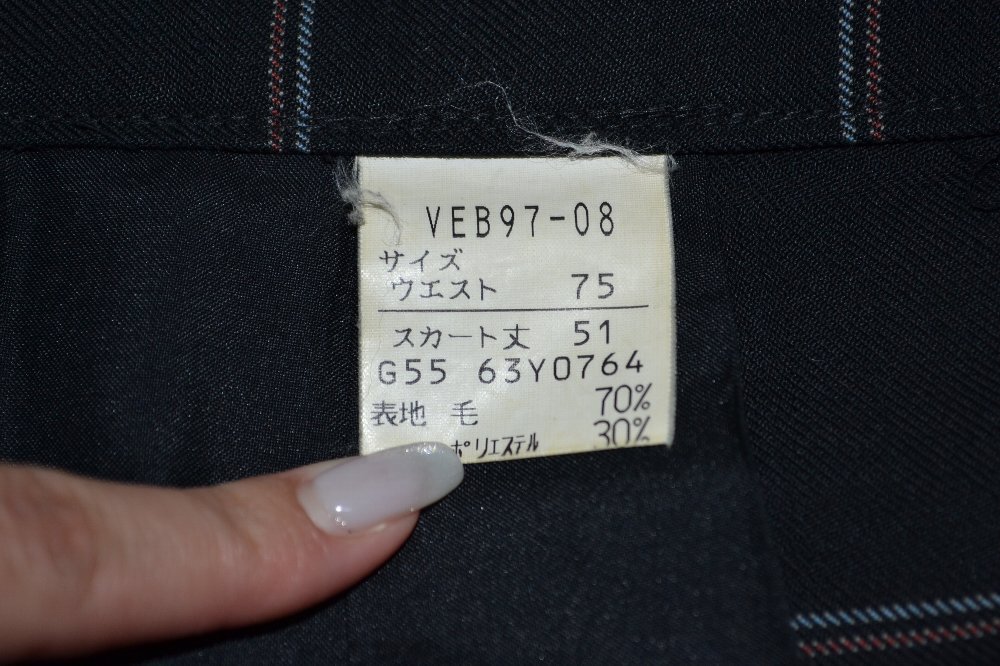 VEB97-08
サイズ
ウエスト 75
スカート丈 51
G55 63Y0764
表地 毛 70%
ポリエステル 30%